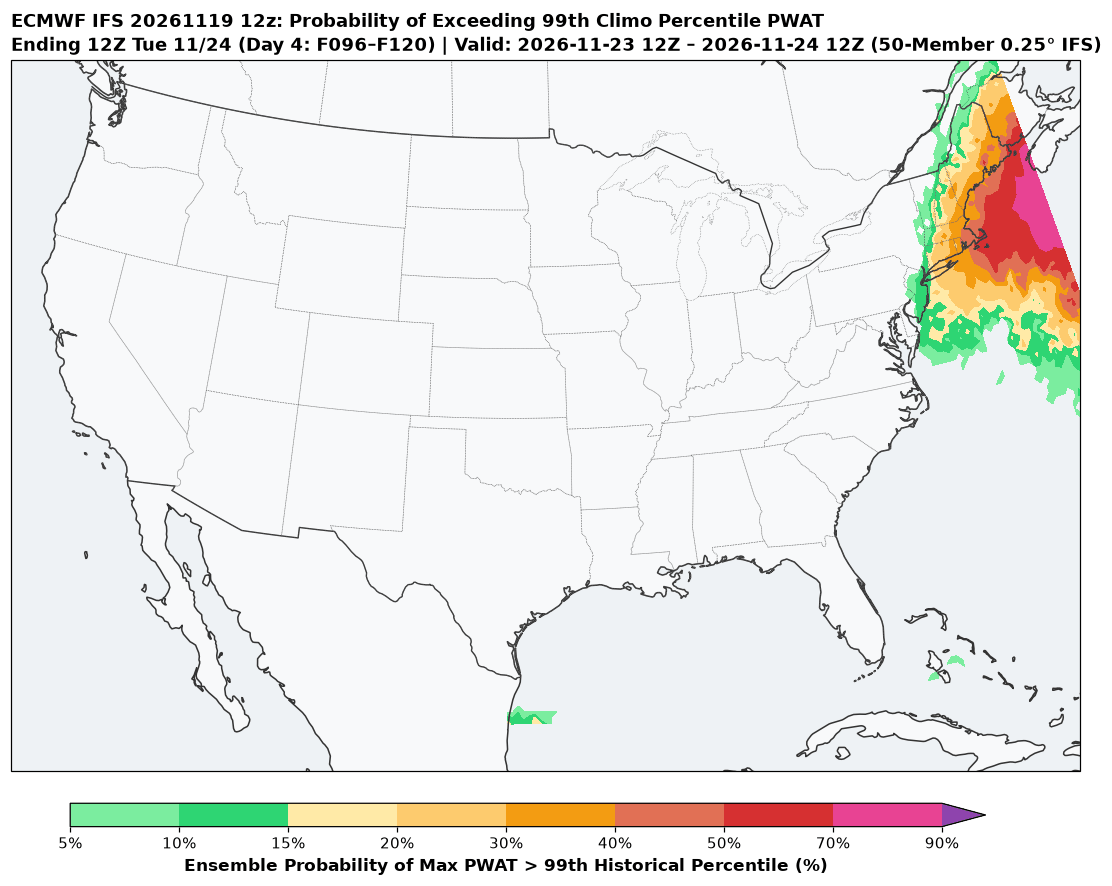 ECMWF IFS 20261119 12z: Probability of Exceeding 99th Climo Percentile PWAT
Ending 12Z Tue 11/24 (Day 4: F096–F120) | Valid: 2026-11-23 12Z – 2026-11-24 12Z (50-Member 0.25° IFS)
5% 10% 15% 20% 30% 40% 50% 70% 90%
Ensemble Probability of Max PWAT > 99th Historical Percentile (%)